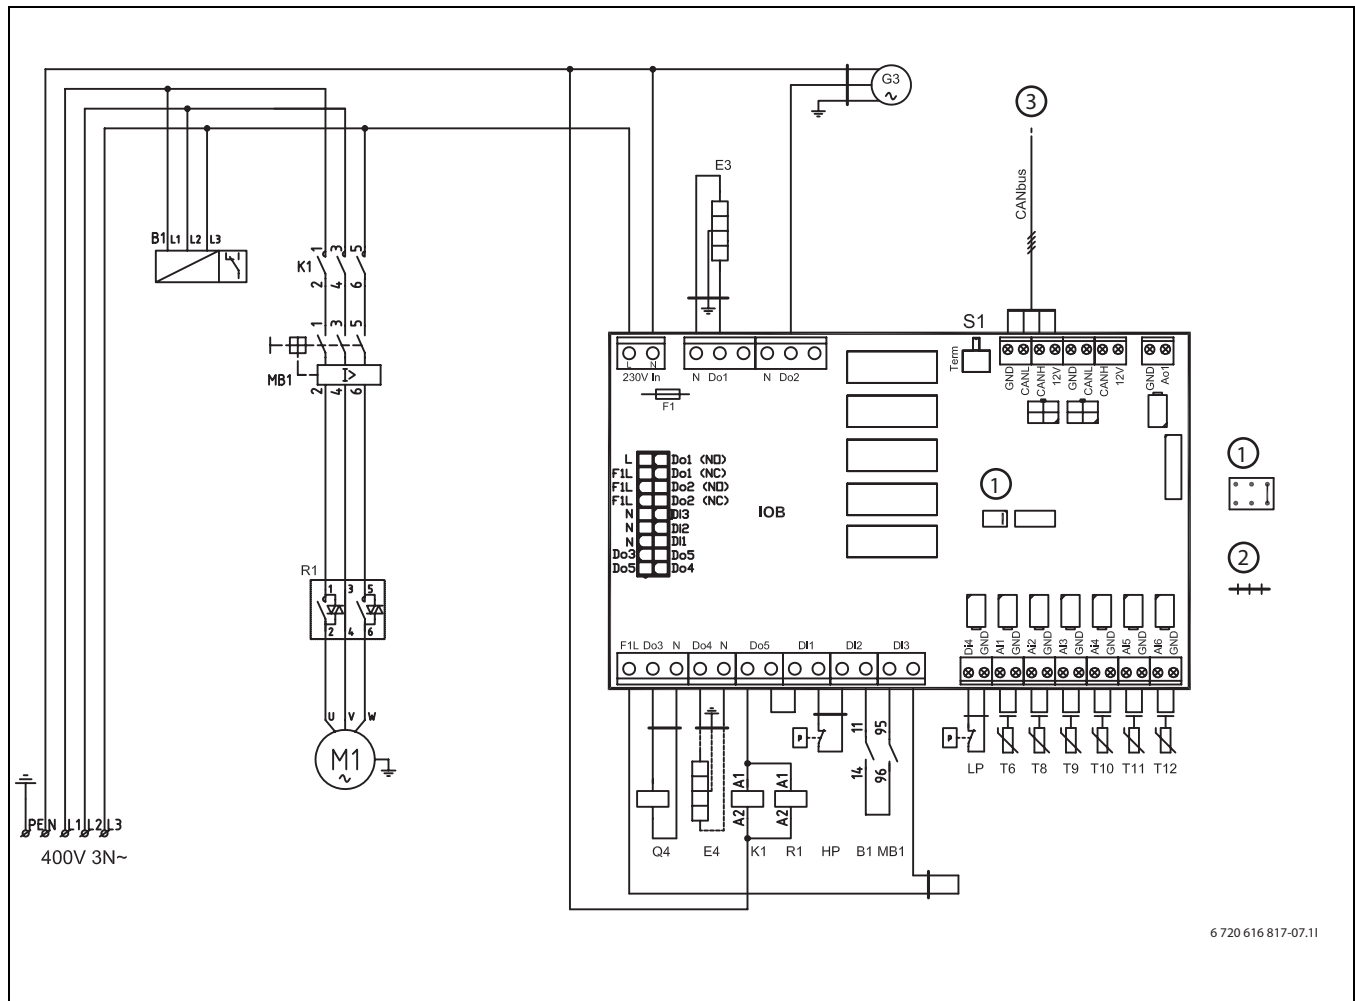 G3
3
E3
CANbus
B1 L1 L2 L3
1 3 5
K1
2 4 6
1 3 5
MB1
I>
2 4 6
S1
Term
L N
230V In
N Do1
N Do2
GND CANL CANH 12V GND CANL CANH 12V
GND Ao1
F1
L Do1 (NO)
F1L Do1 (NC)
F1L Do2 (NO)
F1L Do2 (NC)
N DI3
N DI2
N DI1
Do3 Do5
Do5 Do4
IOB
1
1
2
R1
1 3 5
2 4 6
F1L Do3 N Do4 N Do5 DI1 DI2 DI3
DI4 GND AI1 GND AI2 GND AI3 GND AI4 GND AI5 GND AI6 GND
U V W
M1
11 95
14 96
P
P
A1 A1
A2 A2
LP T6 T8 T9 T10 T11 T12
PE N L1 L2 L3
400V 3N~
Q4 E4 K1 R1 HP B1 MB1
6 720 616 817-07.1I